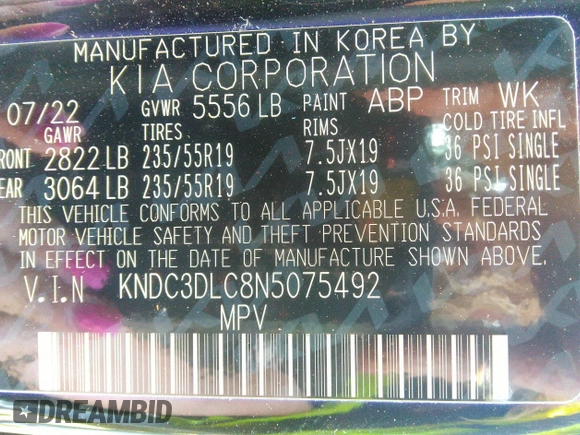 MANUFACTURED IN KOREA BY
KIA CORPORATION
07/22 GVWR 5556 LB PAINT ABP TRIM WK
GAWR TIRES RIMS COLD TIRE INFL
FRONT 2822 LB 235/55R19 7.5JX19 36 PSI SINGLE
EAR 3064 LB 235/55R19 7.5JX19 36 PSI SINGLE
THIS VEHICLE CONFORMS TO ALL APPLICABLE U.S.A. FEDERAL
MOTOR VEHICLE SAFETY AND THEFT PREVENTION STANDARDS
IN EFFECT ON THE DATE OF MANUFACTURE SHOWN ABOVE.
V.I.N KNDC3DLC8N5075492
MPV
DREAMBID